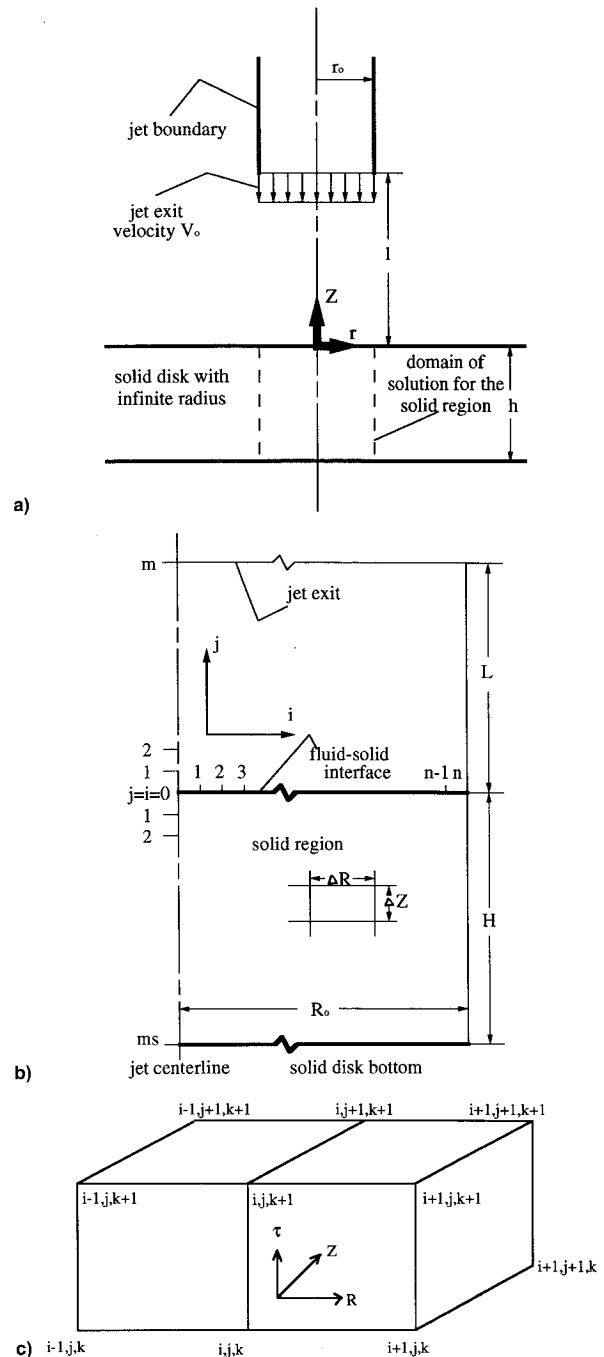 r₀
jet boundary
jet exit
velocity V₀
l
Z
r
solid disk with
infinite radius
domain of
solution for the
solid region
h
a)
m
jet exit
j
L
i
2
1
j=i=0
1 2 3
fluid-solid
interface
n-1 n
1
2
solid region
ΔR
ΔZ
H
R₀
ms
jet centerline
solid disk bottom
b)
i-1,j+1,k+1
i,j+1,k+1
i+1,j+1,k+1
i-1,j,k+1
i,j,k+1
i+1,j,k+1
τ
Z
R
i+1,j+1,k
c)
i-1,j,k
i,j,k
i+1,j,k